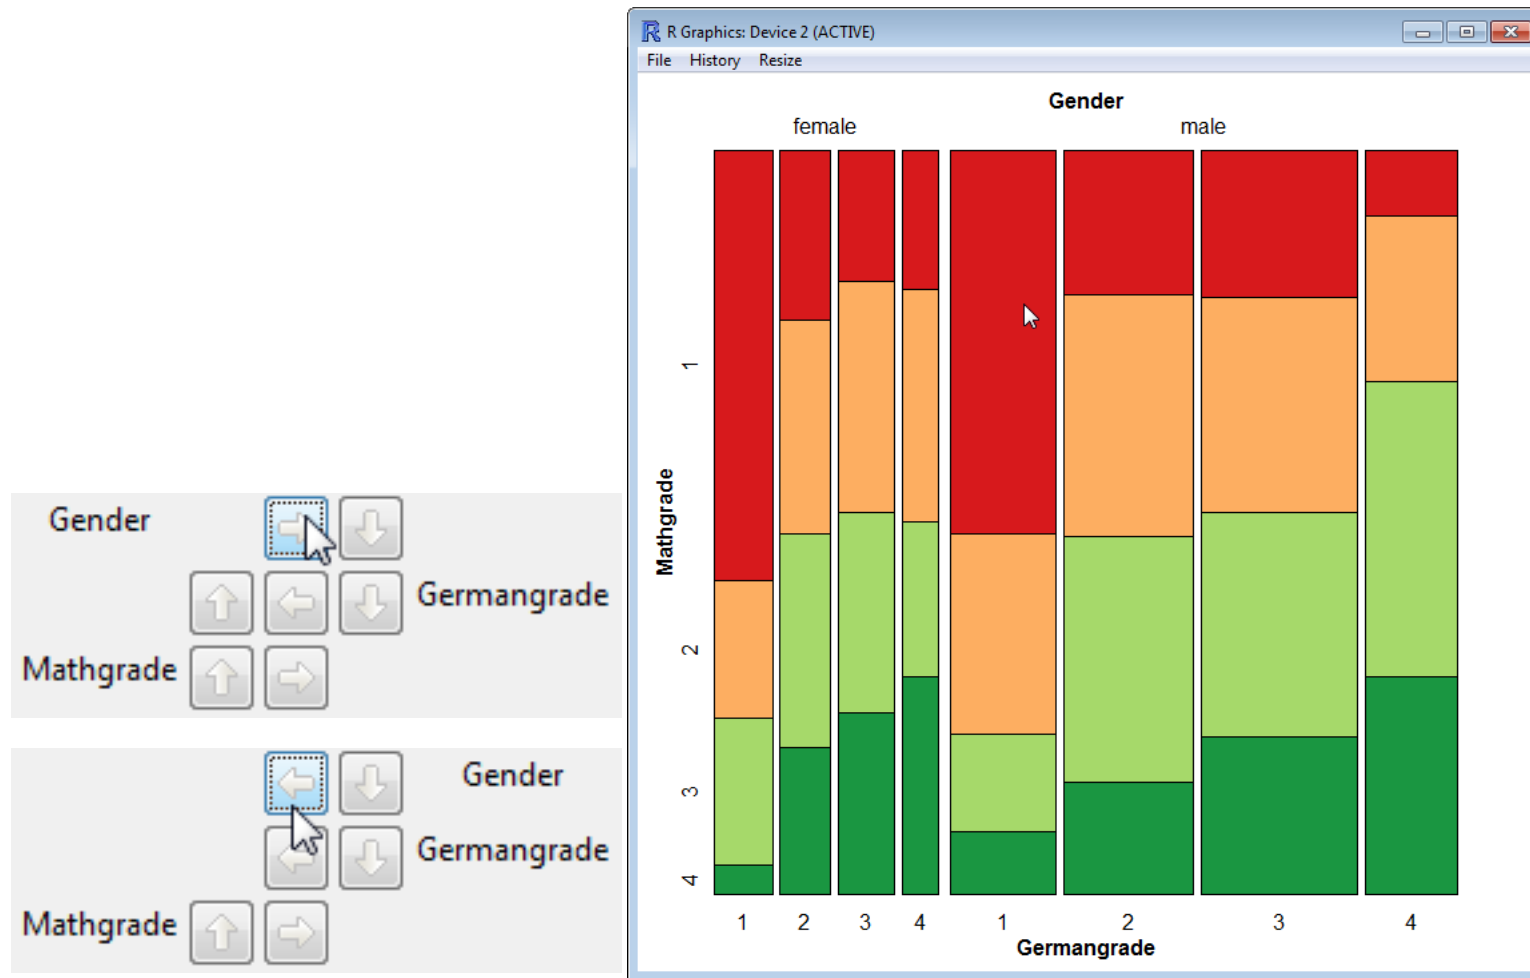 Gender
Germangrade
Mathgrade
Gender
Germangrade
Mathgrade
R Graphics: Device 2 (ACTIVE)
File History Resize
Gender
female male
Mathgrade
1
2
3
4
1 2 3 4 1 2 3 4
Germangrade